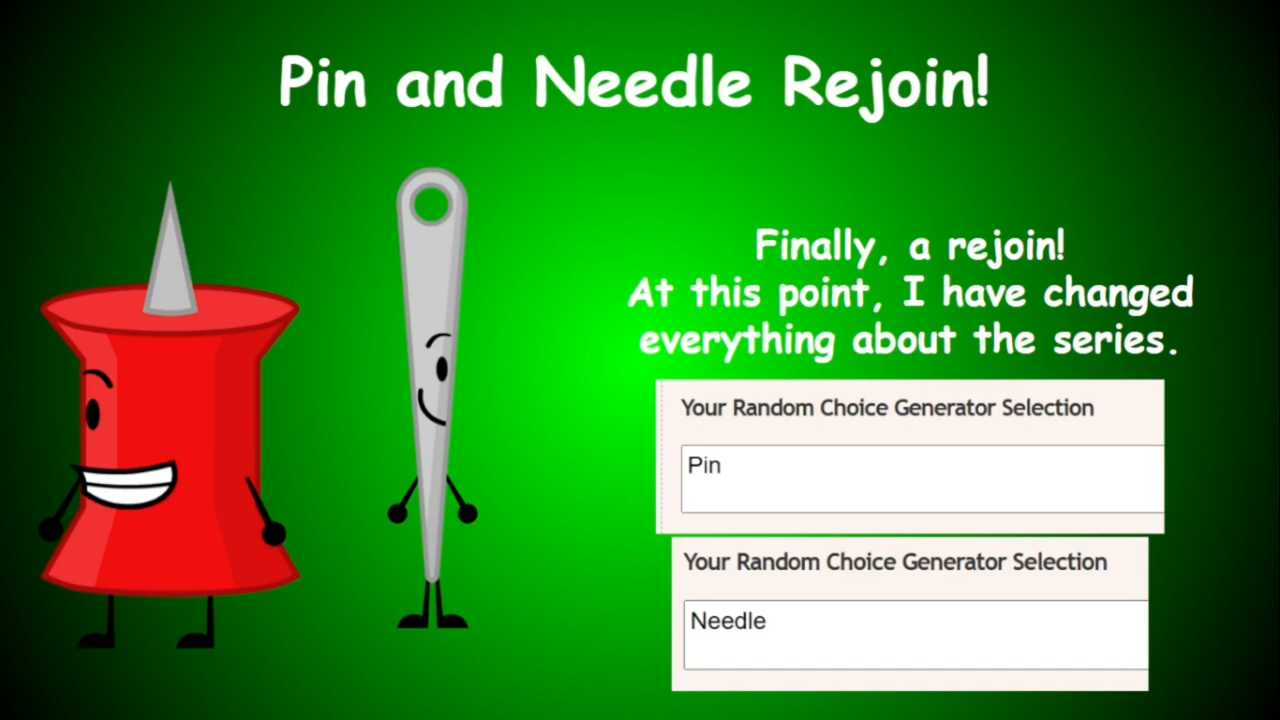 Pin and Needle Rejoin!
Finally, a rejoin!
At this point, I have changed
everything about the series.
Your Random Choice Generator Selection
Pin
Your Random Choice Generator Selection
Needle